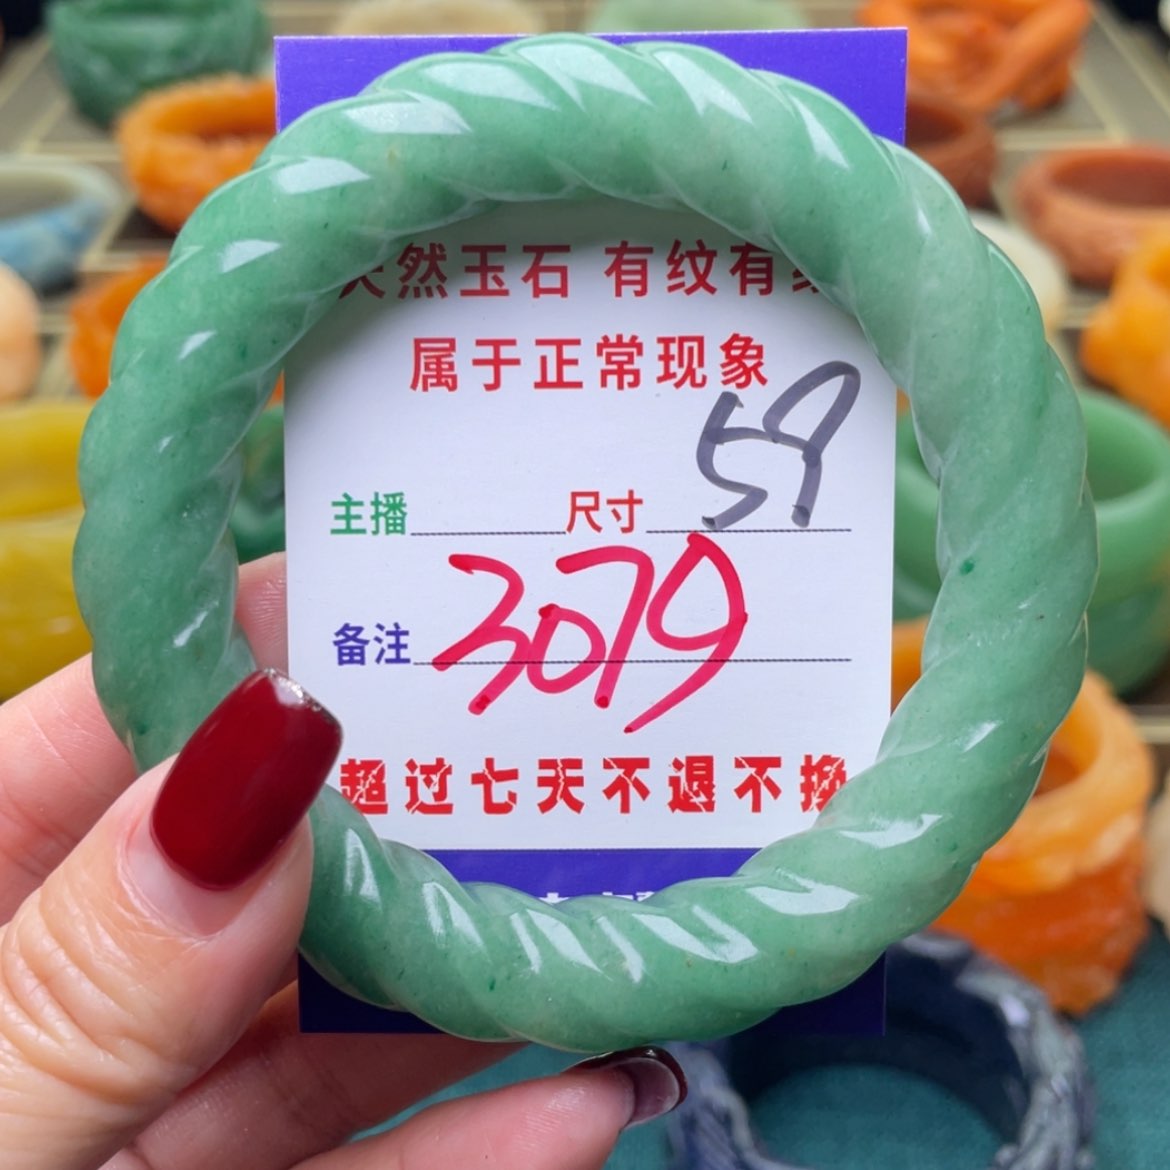 天然玉石 有纹有
属于正常现象
59
主播 尺寸
3079
备注
超过七天不退不换